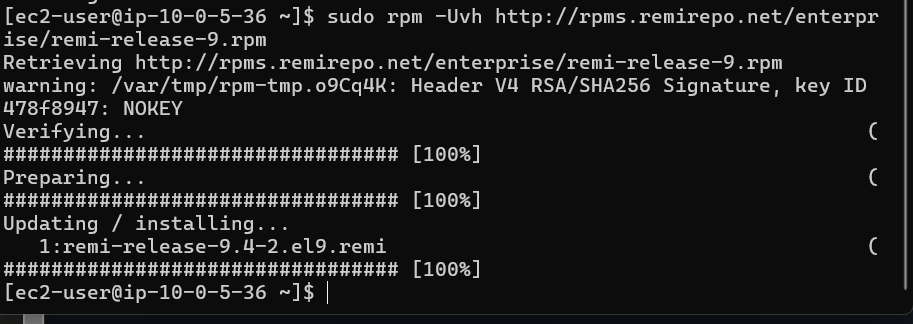 [ec2-user@ip-10-0-5-36 ~]$ sudo rpm -Uvh http://rpms.remirepo.net/enterpr
ise/remi-release-9.rpm
Retrieving http://rpms.remirepo.net/enterprise/remi-release-9.rpm
warning: /var/tmp/rpm-tmp.o9Cq4K: Header V4 RSA/SHA256 Signature, key ID
478f8947: NOKEY
Verifying... (
################################# [100%]
Preparing... (
################################# [100%]
Updating / installing...
   1:remi-release-9.4-2.el9.remi (
################################# [100%]
[ec2-user@ip-10-0-5-36 ~]$